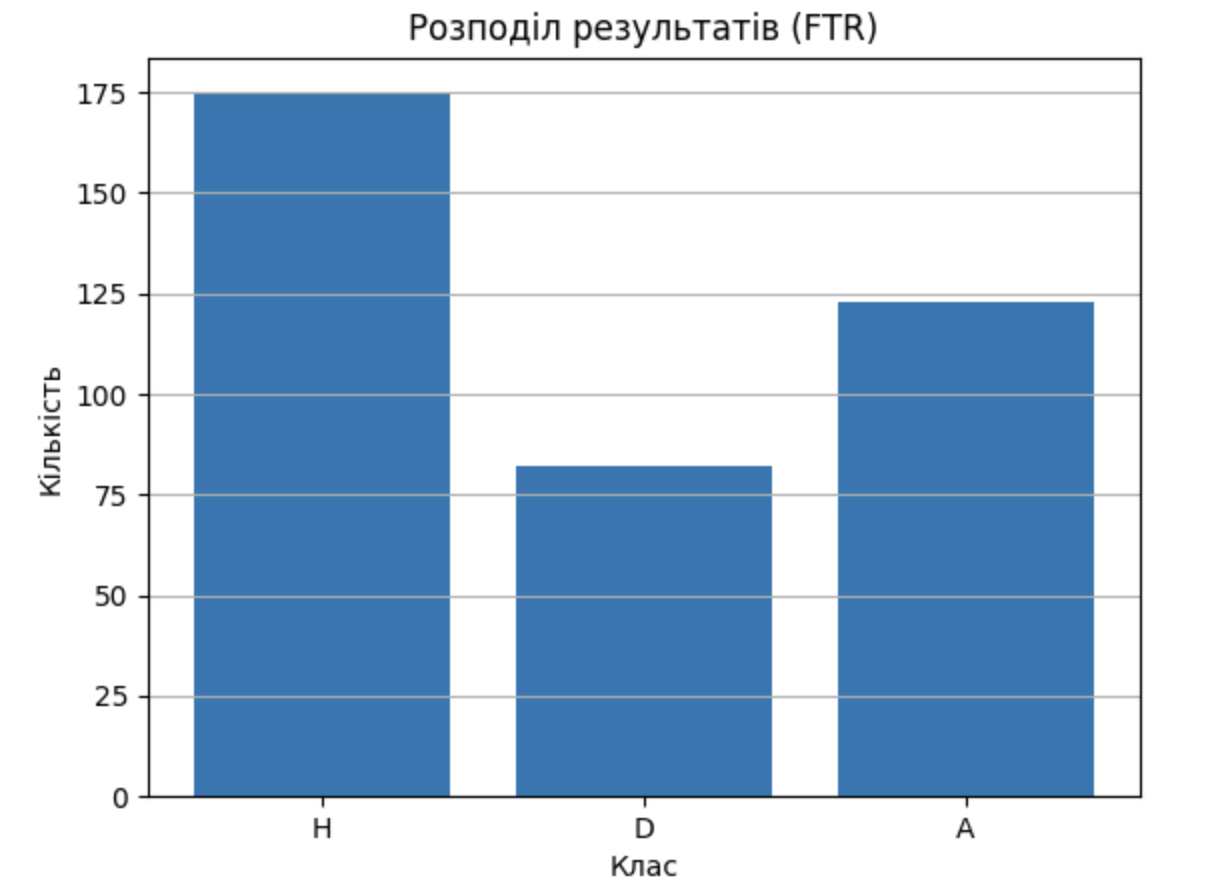 Розподіл результатів (FTR)
175
150
125
100
75
50
25
0
Кількість
H
D
A
Клас